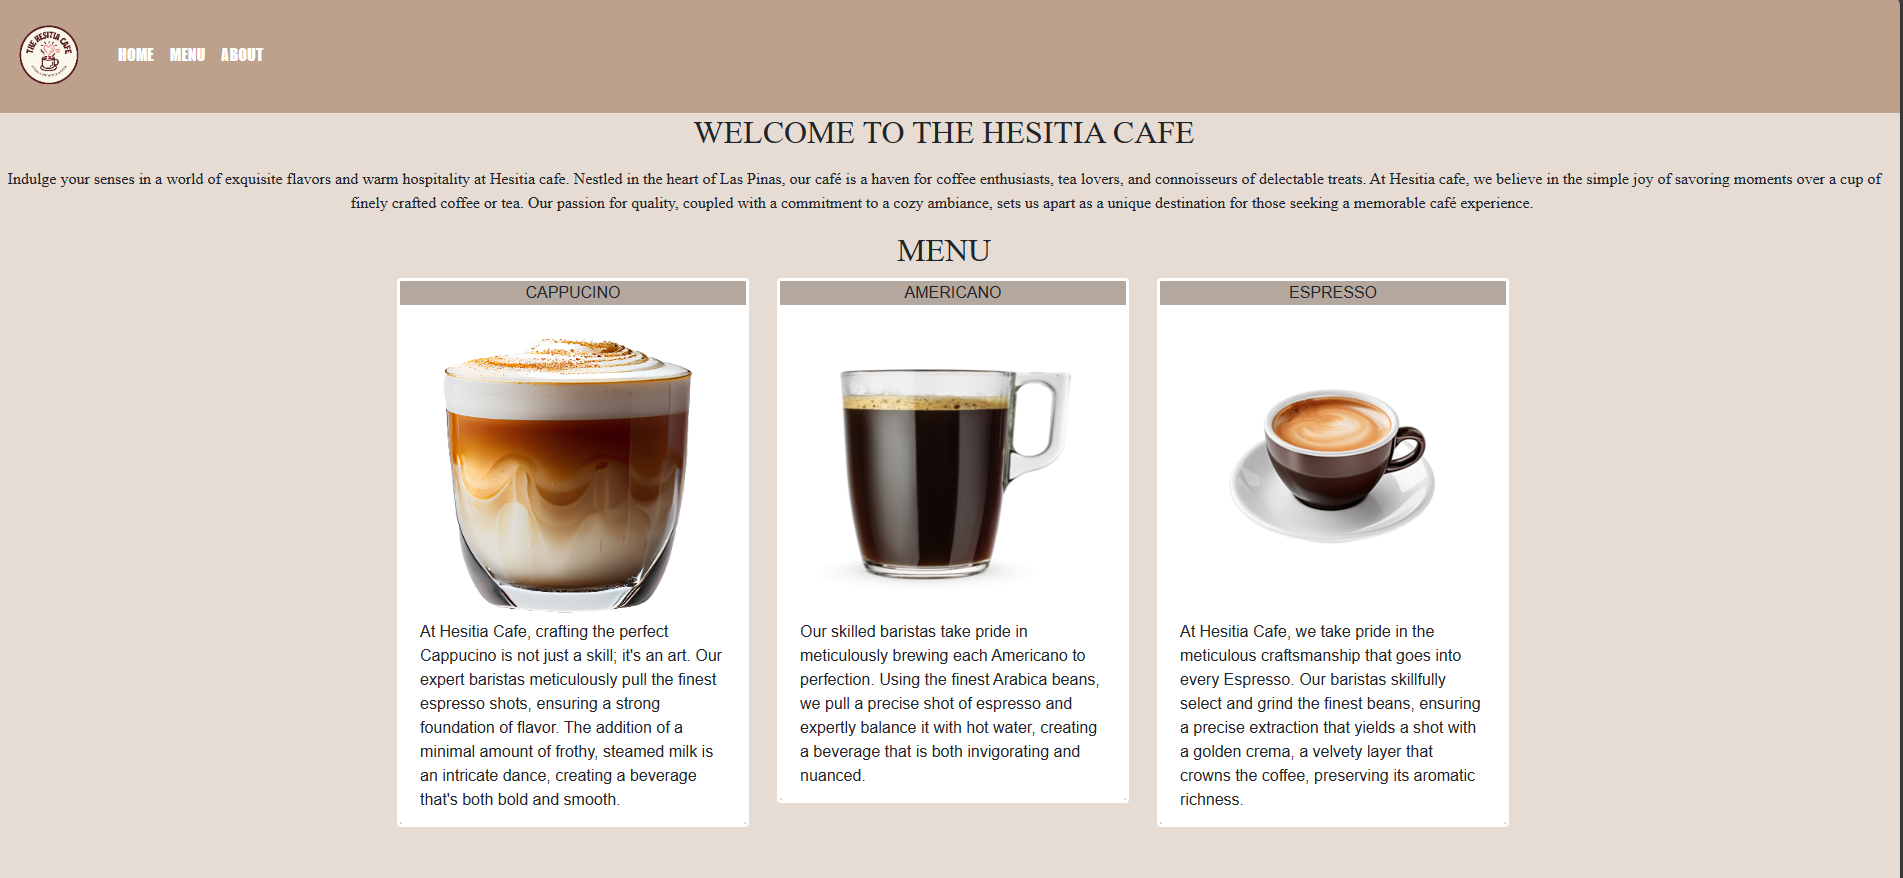 THE HESITIA CAFE
HOME MENU ABOUT
WELCOME TO THE HESITIA CAFE
Indulge your senses in a world of exquisite flavors and warm hospitality at Hesitia cafe. Nestled in the heart of Las Pinas, our café is a haven for coffee enthusiasts, tea lovers, and connoisseurs of delectable treats. At Hesitia cafe, we believe in the simple joy of savoring moments over a cup of
finely crafted coffee or tea. Our passion for quality, coupled with a commitment to a cozy ambiance, sets us apart as a unique destination for those seeking a memorable café experience.
MENU
CAPPUCINO
At Hesitia Cafe, crafting the perfect
Cappucino is not just a skill; it's an art. Our
expert baristas meticulously pull the finest
espresso shots, ensuring a strong
foundation of flavor. The addition of a
minimal amount of frothy, steamed milk is
an intricate dance, creating a beverage
that's both bold and smooth.
AMERICANO
Our skilled baristas take pride in
meticulously brewing each Americano to
perfection. Using the finest Arabica beans,
we pull a precise shot of espresso and
expertly balance it with hot water, creating
a beverage that is both invigorating and
nuanced.
ESPRESSO
At Hesitia Cafe, we take pride in the
meticulous craftsmanship that goes into
every Espresso. Our baristas skillfully
select and grind the finest beans, ensuring
a precise extraction that yields a shot with
a golden crema, a velvety layer that
crowns the coffee, preserving its aromatic
richness.